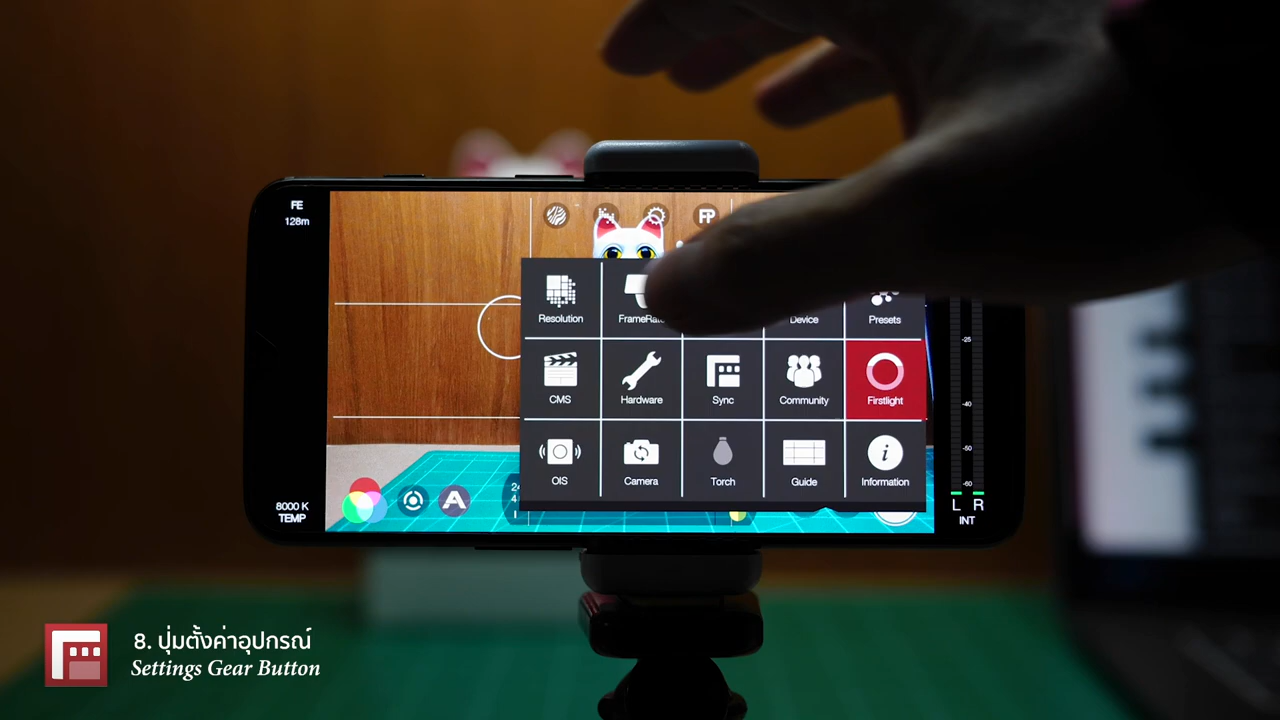 FE
128m
FP
Resolution
FrameRate
Device
Presets
CMS
Hardware
Sync
Community
Firstlight
OIS
Camera
Torch
Guide
Information
A
24
-25
-40
-50
-60
L R
INT
8000 K
TEMP
8. ปุ่มตั้งค่าอุปกรณ์
Settings Gear Button